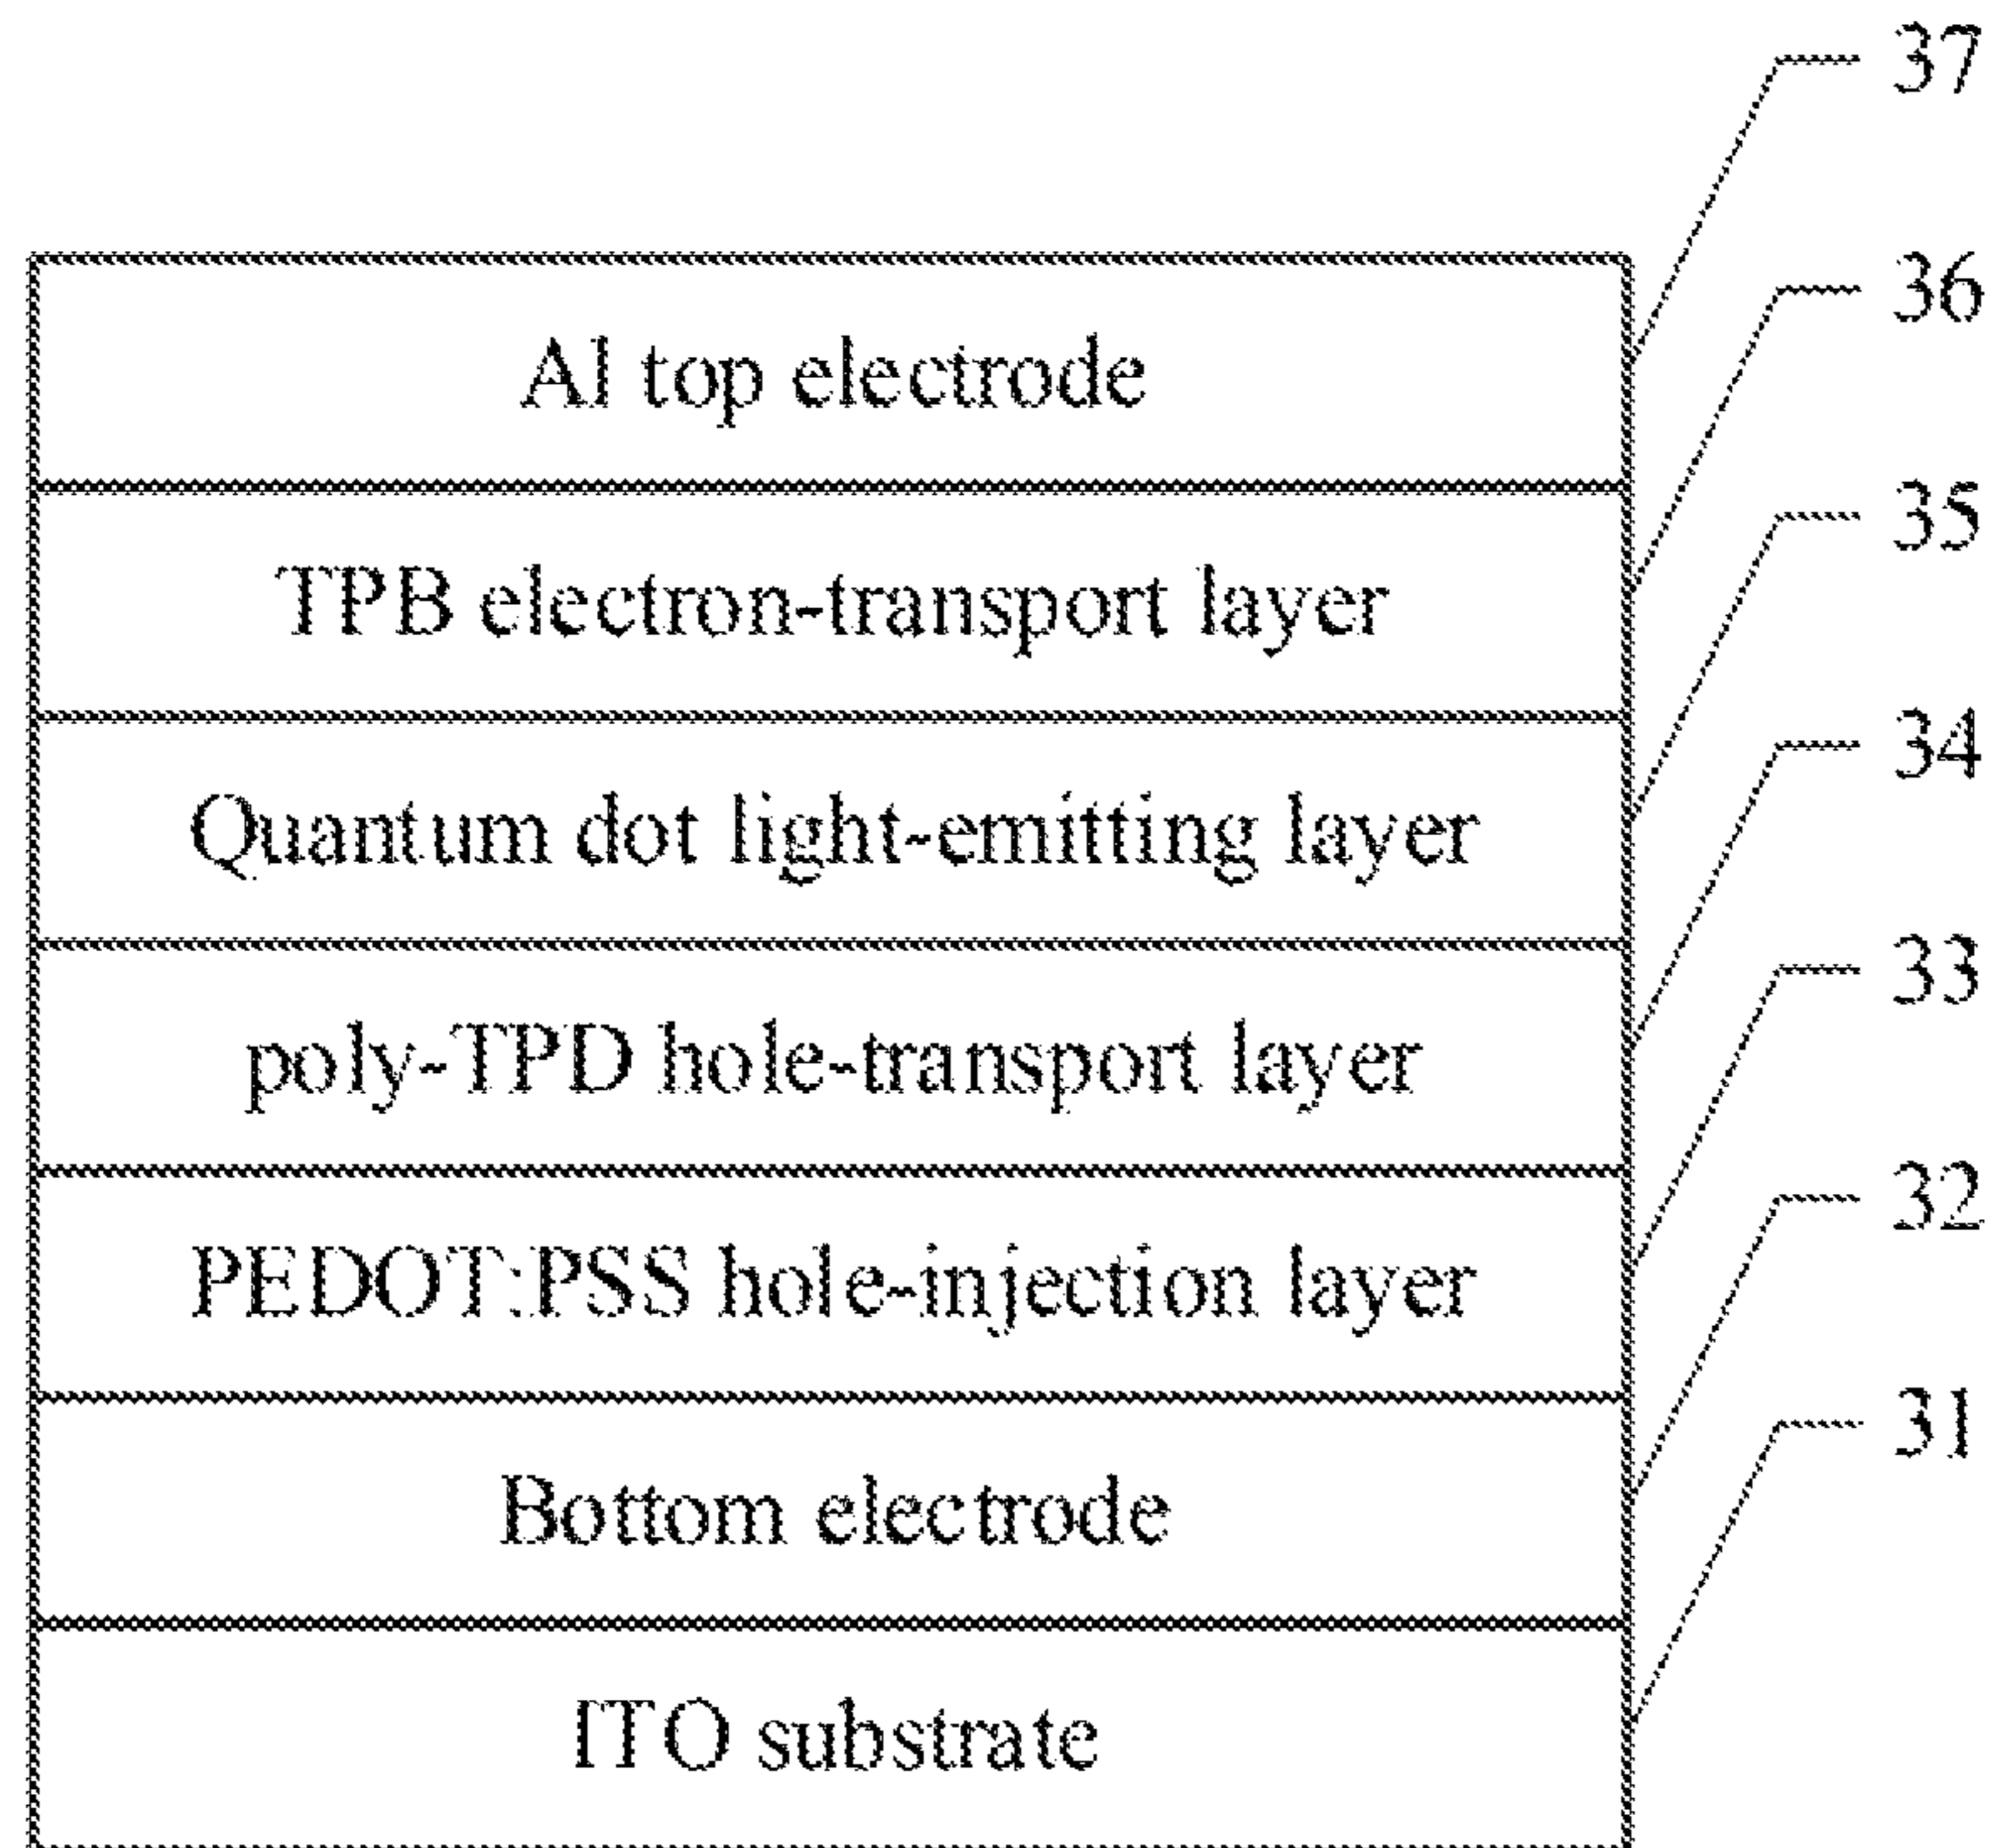 37
36
Al top electrode
35
TPB electron-transport layer
34
Quantum dot light-emitting layer
33
poly-TPD hole-transport layer
32
PEDOT:PSS hole-injection layer
31
Bottom electrode
ITO substrate